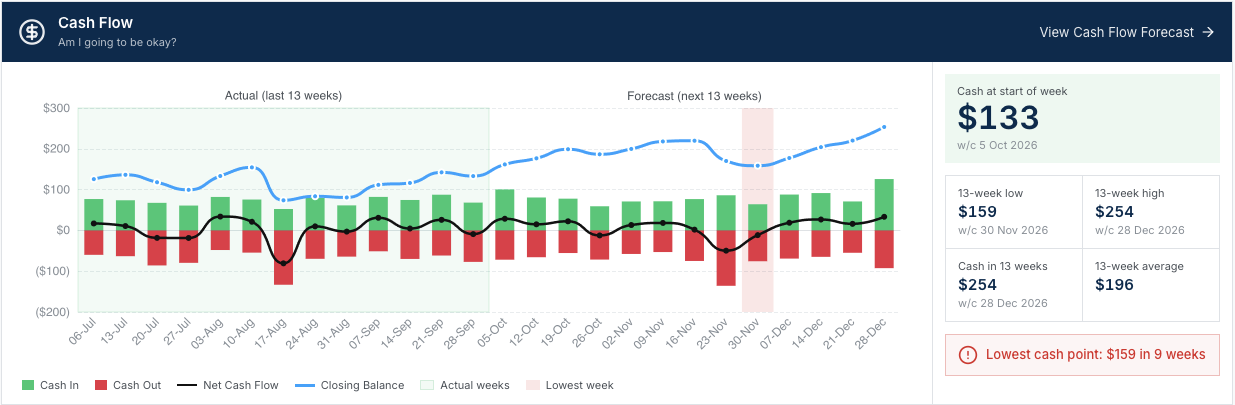 Cash Flow
Am I going to be okay?
View Cash Flow Forecast →
Actual (last 13 weeks)
Forecast (next 13 weeks)
$300
$200
$100
$0
($100)
($200)
06-Jul
13-Jul
20-Jul
27-Jul
03-Aug
10-Aug
17-Aug
24-Aug
31-Aug
07-Sep
14-Sep
21-Sep
28-Sep
05-Oct
12-Oct
19-Oct
26-Oct
02-Nov
09-Nov
16-Nov
23-Nov
30-Nov
07-Dec
14-Dec
21-Dec
28-Dec
Cash In
Cash Out
Net Cash Flow
Closing Balance
Actual weeks
Lowest week
Cash at start of week
$133
w/c 5 Oct 2026
13-week low
$159
w/c 30 Nov 2026
13-week high
$254
w/c 28 Dec 2026
Cash in 13 weeks
$254
w/c 28 Dec 2026
13-week average
$196
Lowest cash point: $159 in 9 weeks